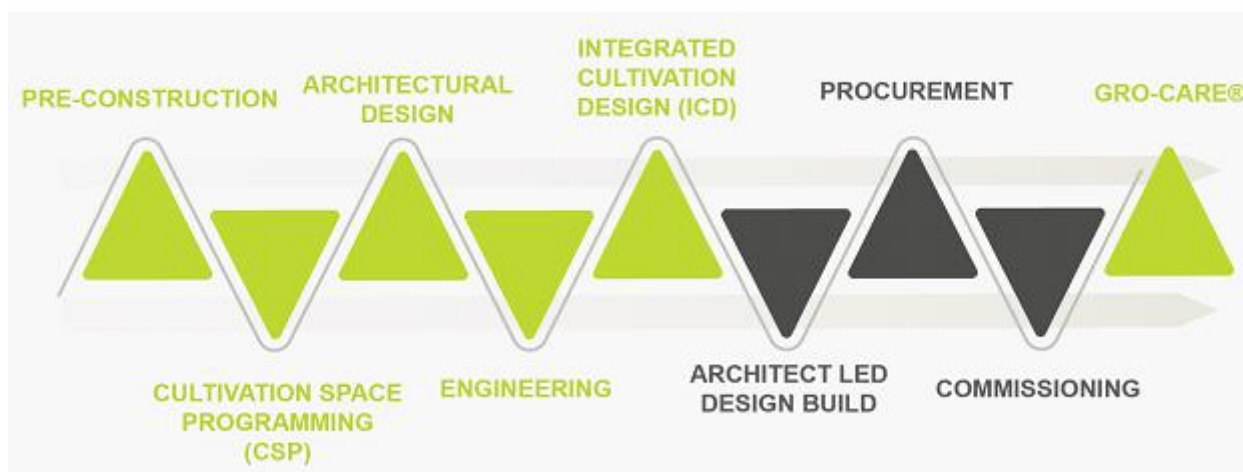 PRE-CONSTRUCTION
CULTIVATION SPACE
PROGRAMMING
(CSP)
ARCHITECTURAL
DESIGN
ENGINEERING
INTEGRATED
CULTIVATION
DESIGN (ICD)
ARCHITECT LED
DESIGN BUILD
PROCUREMENT
COMMISSIONING
GRO-CARE®